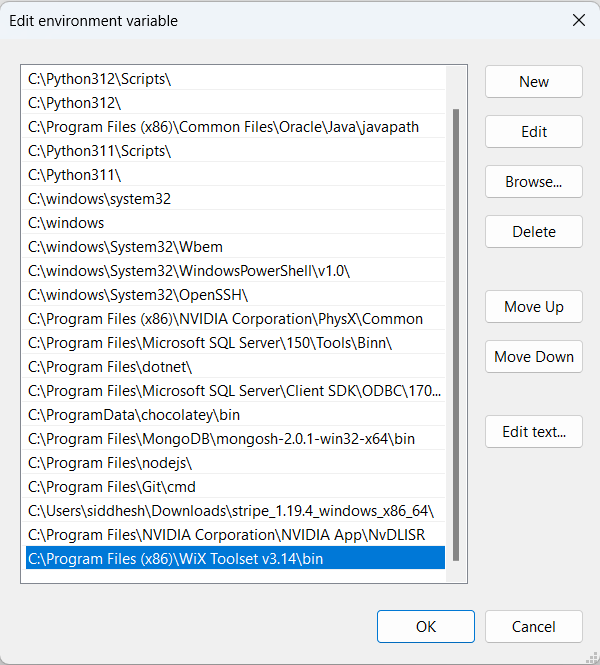 Edit environment variable
C:\Python312\Scripts\
C:\Python312\
C:\Program Files (x86)\Common Files\Oracle\Java\javapath
C:\Python311\Scripts\
C:\Python311\
C:\windows\system32
C:\windows
C:\windows\System32\Wbem
C:\windows\System32\WindowsPowerShell\v1.0\
C:\windows\System32\OpenSSH\
C:\Program Files (x86)\NVIDIA Corporation\PhysX\Common
C:\Program Files\Microsoft SQL Server\150\Tools\Binn\
C:\Program Files\dotnet\
C:\Program Files\Microsoft SQL Server\Client SDK\ODBC\170...
C:\ProgramData\chocolatey\bin
C:\Program Files\MongoDB\mongosh-2.0.1-win32-x64\bin
C:\Program Files\nodejs\
C:\Program Files\Git\cmd
C:\Users\siddhesh\Downloads\stripe_1.19.4_windows_x86_64\
C:\Program Files\NVIDIA Corporation\NVIDIA App\NvDLISR
C:\Program Files (x86)\WiX Toolset v3.14\bin
New
Edit
Browse...
Delete
Move Up
Move Down
Edit text...
OK
Cancel